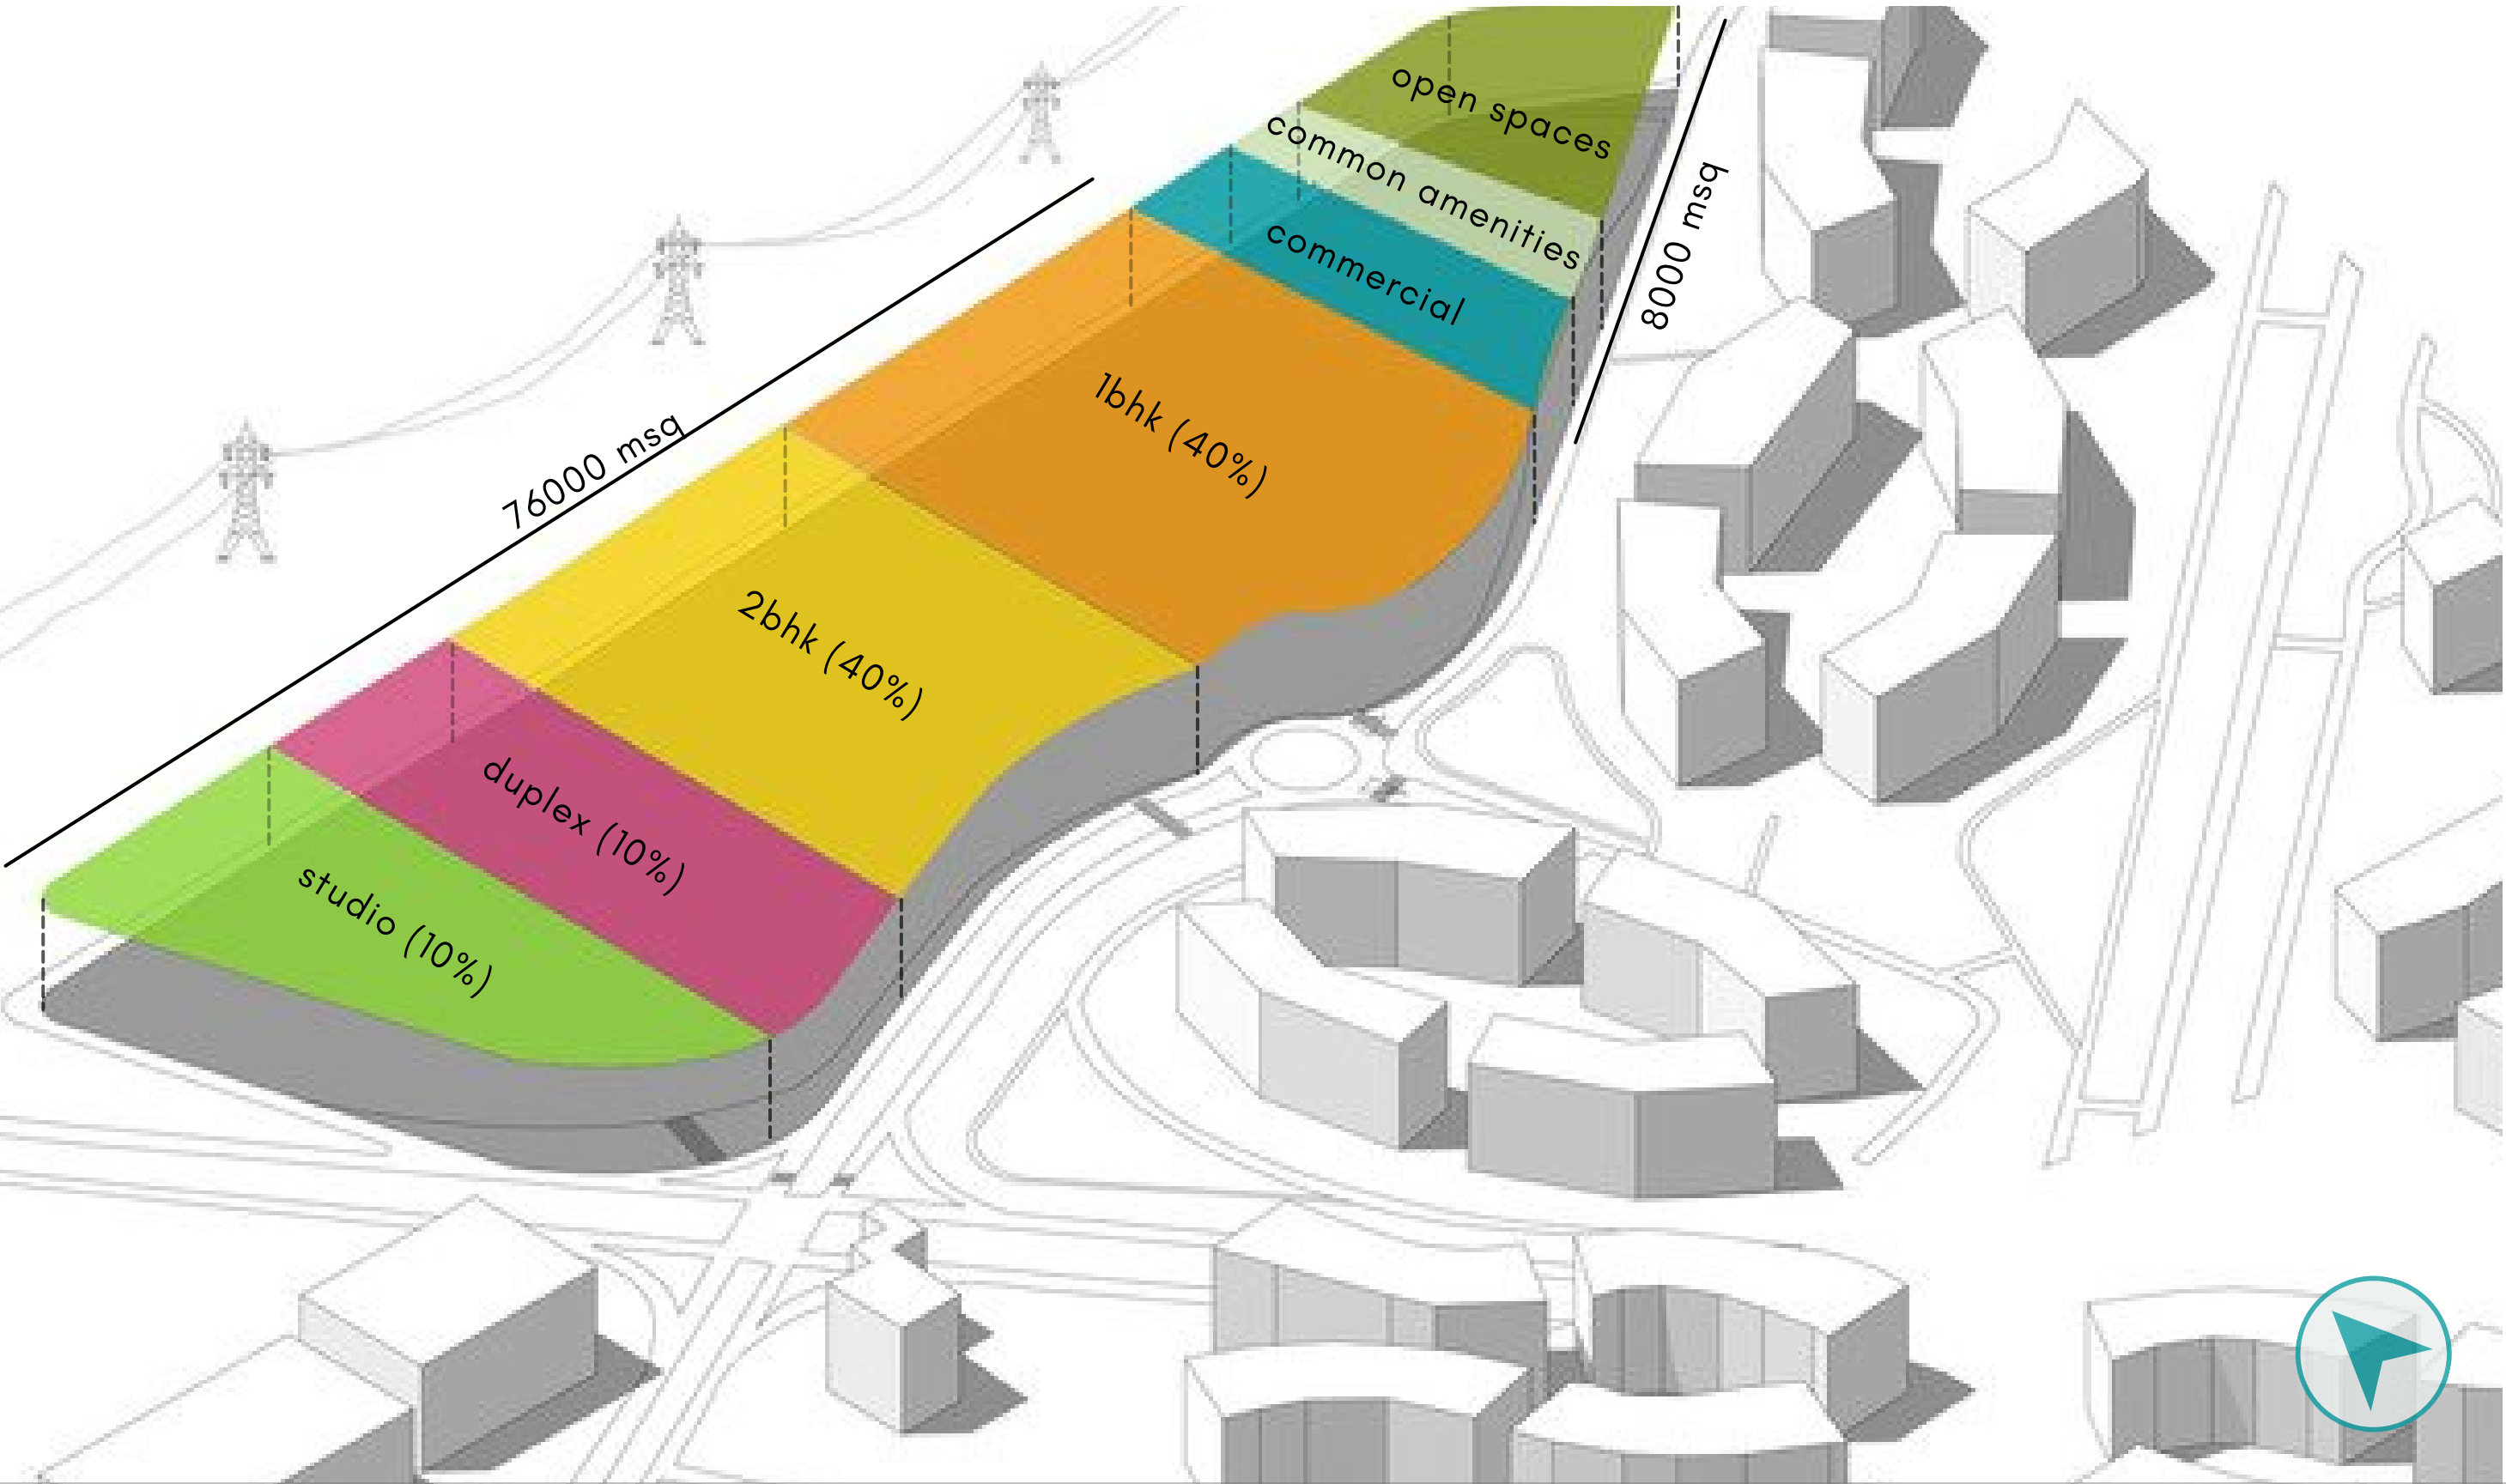 open spaces
common amenities
commercial
8000 msq
1bhk (40%)
76000 msq
2bhk (40%)
duplex (10%)
studio (10%)